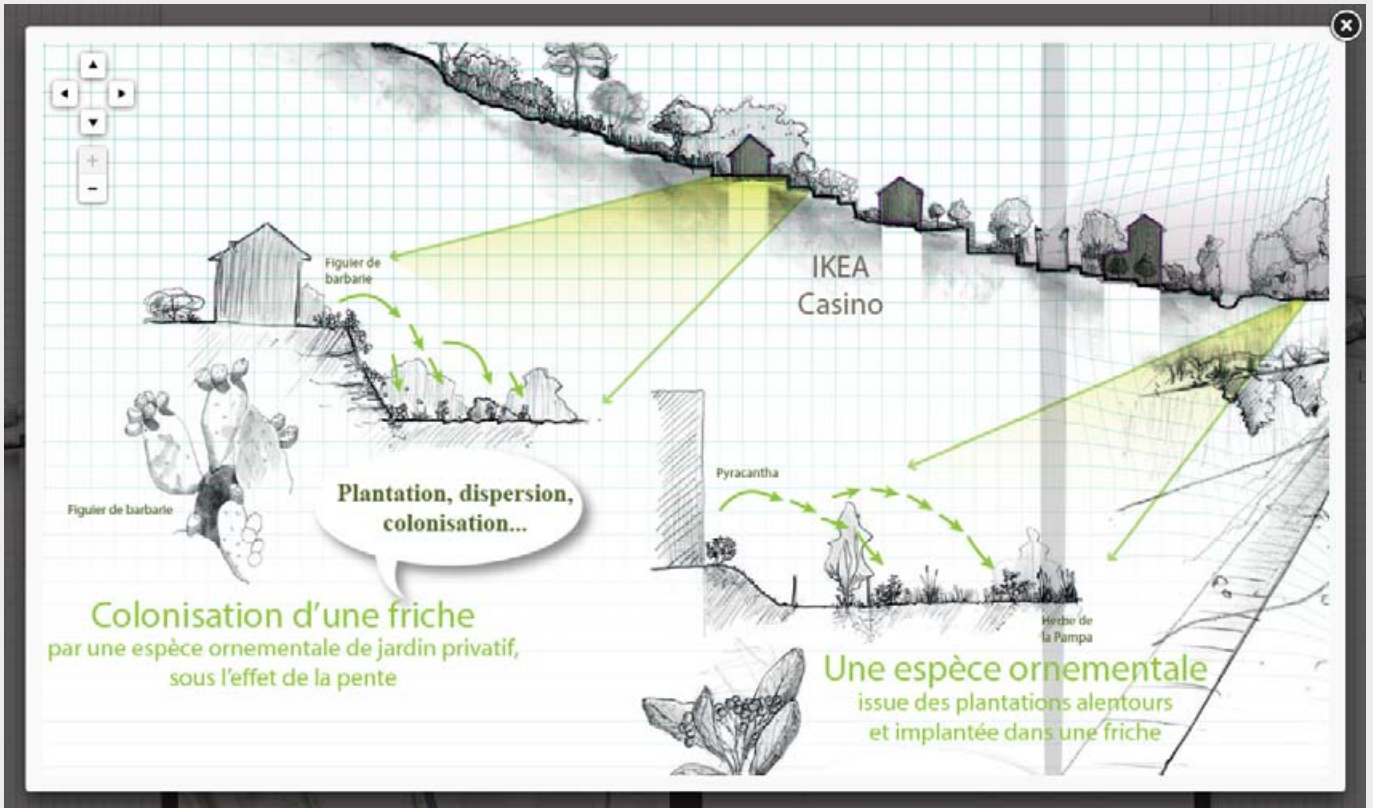 IKEA
Casino
Figuier de
barbarie
Figuier de barbarie
Plantation, dispersion,
colonisation...
Colonisation d'une friche
par une espèce ornementale de jardin privatif,
sous l'effet de la pente
Pyracantha
Herbe de
la Pampa
Une espèce ornementale
issue des plantations alentours
et implantée dans une friche